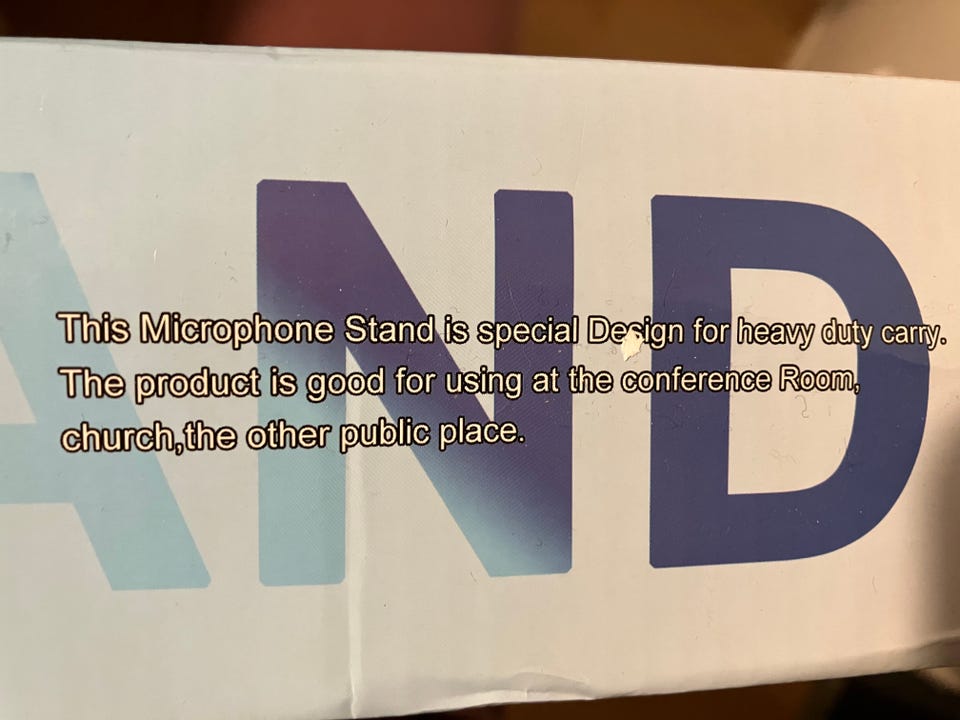 AND
This Microphone Stand is special Design for heavy duty carry.
The product is good for using at the conference Room,
church,the other public place.